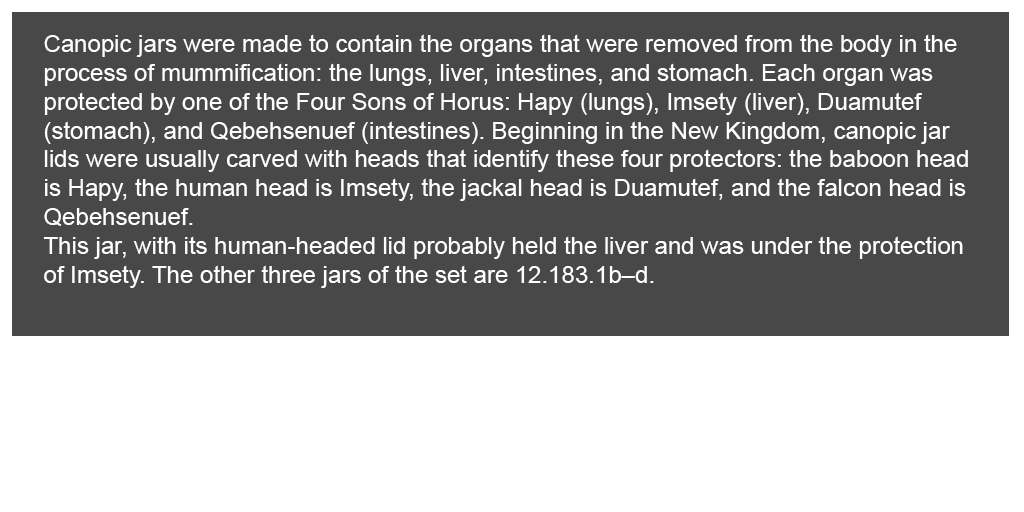 Canopic jars were made to contain the organs that were removed from the body in the
process of mummification: the lungs, liver, intestines, and stomach. Each organ was
protected by one of the Four Sons of Horus: Hapy (lungs), Imsety (liver), Duamutef
(stomach), and Qebehsenuef (intestines). Beginning in the New Kingdom, canopic jar
lids were usually carved with heads that identify these four protectors: the baboon head
is Hapy, the human head is Imsety, the jackal head is Duamutef, and the falcon head is
Qebehsenuef.
This jar, with its human-headed lid probably held the liver and was under the protection
of Imsety. The other three jars of the set are 12.183.1b–d.